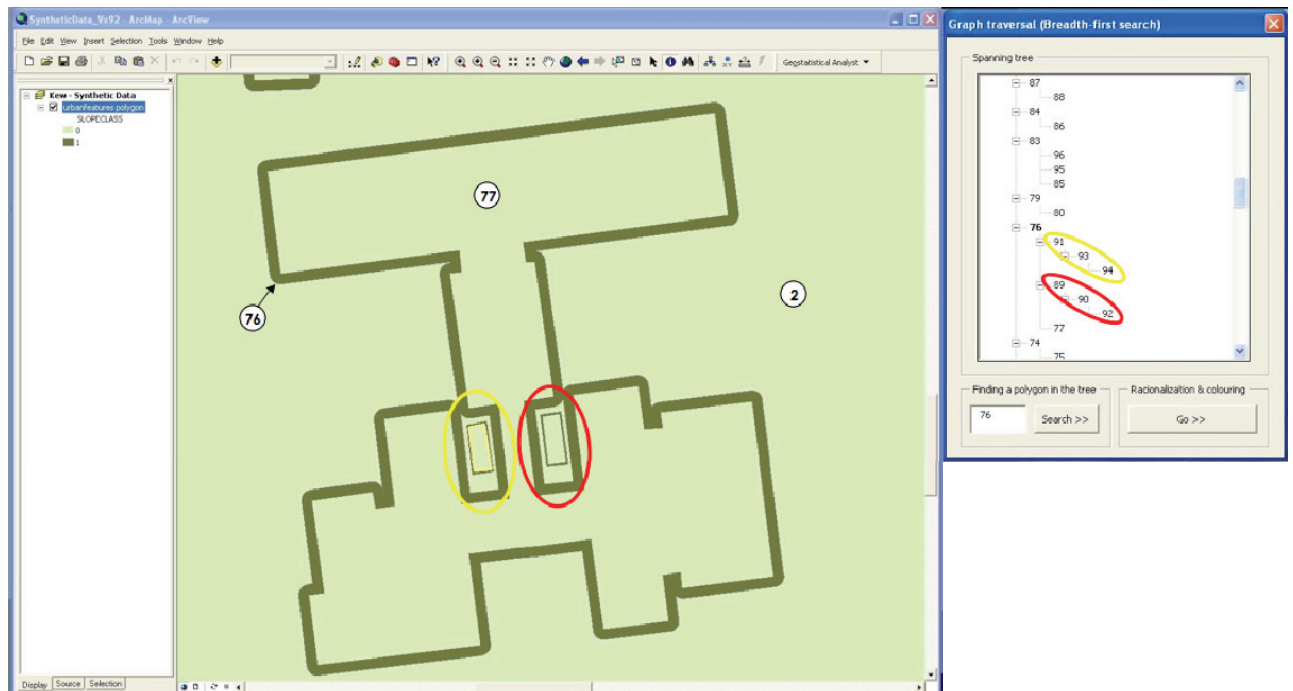 SyntheticData_Vs92 - ArcMap - ArcView
File Edit View Insert Selection Tools Window Help
Geostatistical Analyst
Kew - Synthetic Data
urbanfeatures polygon
SLOPECLASS
0
1
77
76
2
Display Source Selection
Graph traversal (Breadth-first search)
Spanning tree
87
88
84
86
83
96
95
85
79
80
76
91
93
94
89
90
92
77
74
75
Finding a polygon in the tree
76
Search >>
Racionalization & colouring
Go >>